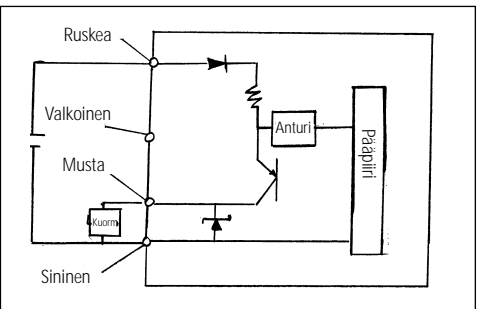 Ruskea
Valkoinen
Anturi
Pääpiiri
Musta
Kuorm
Sininen